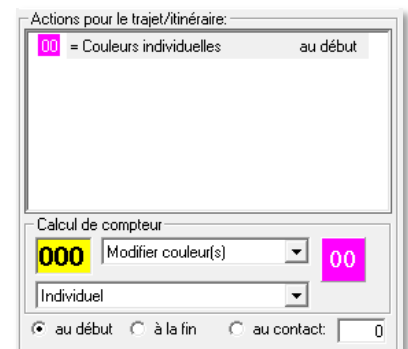 Actions pour le trajet/itinéraire:
00 = Couleurs individuelles au début
Calcul de compteur
000 Modifier couleur(s) 00
Individuel
au début à la fin au contact: 0